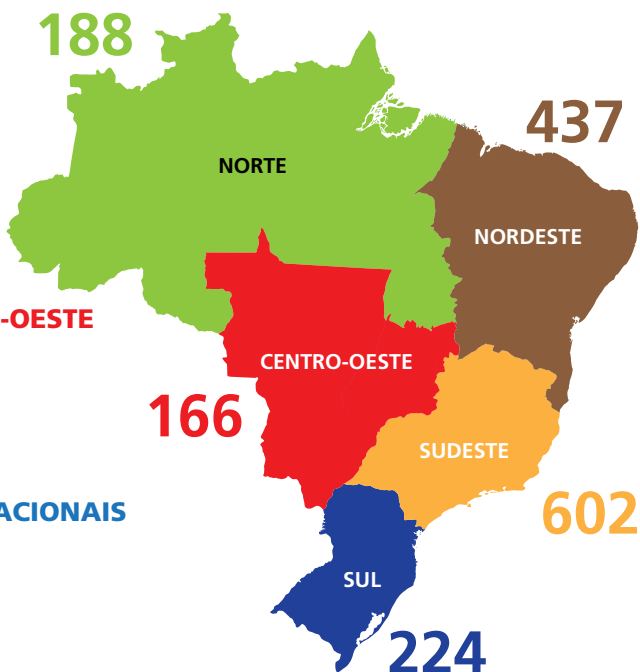 188
437
NORTE
NORDESTE
-OESTE
CENTRO-OESTE
166
SUDESTE
ACIONAIS
602
SUL
224